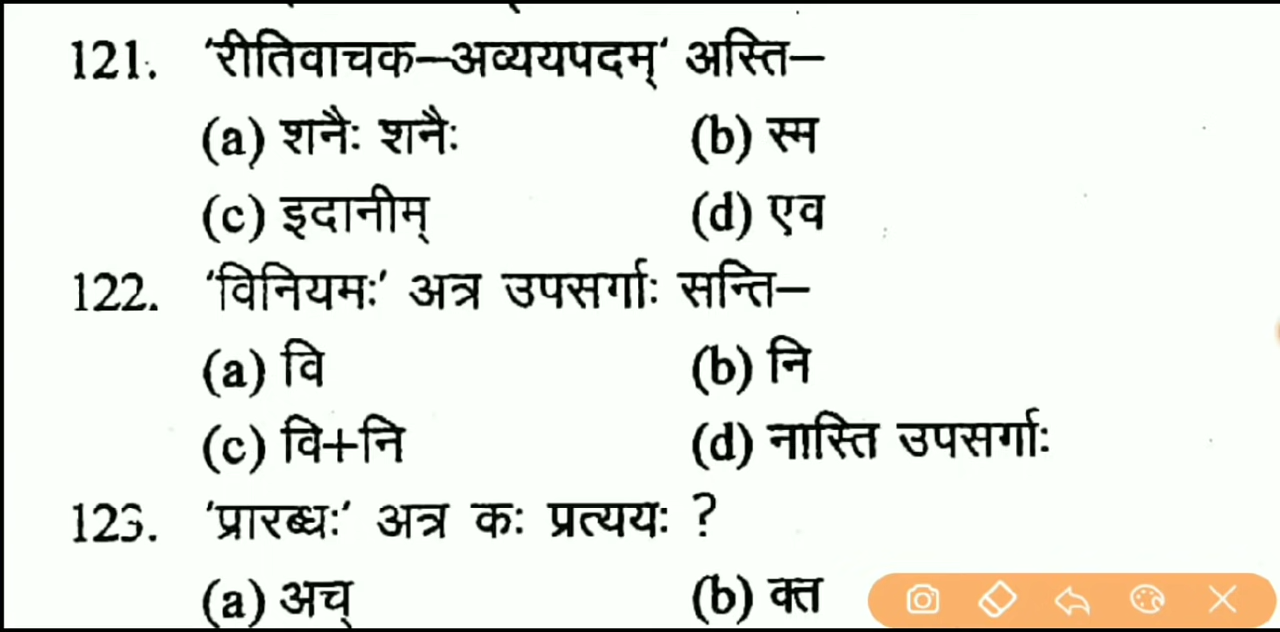 121. 'रीतिवाचक–अव्ययपदम्' अस्ति–
(a) शनैः शनैः (b) स्म
(c) इदानीम् (d) एव
122. 'विनियमः' अत्र उपसर्गाः सन्ति–
(a) वि (b) नि
(c) वि+नि (d) नास्ति उपसर्गाः
123. 'प्रारब्धः' अत्र कः प्रत्ययः ?
(a) अच् (b) क्त